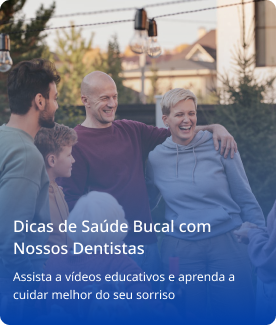 Dicas de Saúde Bucal com
Nossos Dentistas
Assista a vídeos educativos e aprenda a
cuidar melhor do seu sorriso